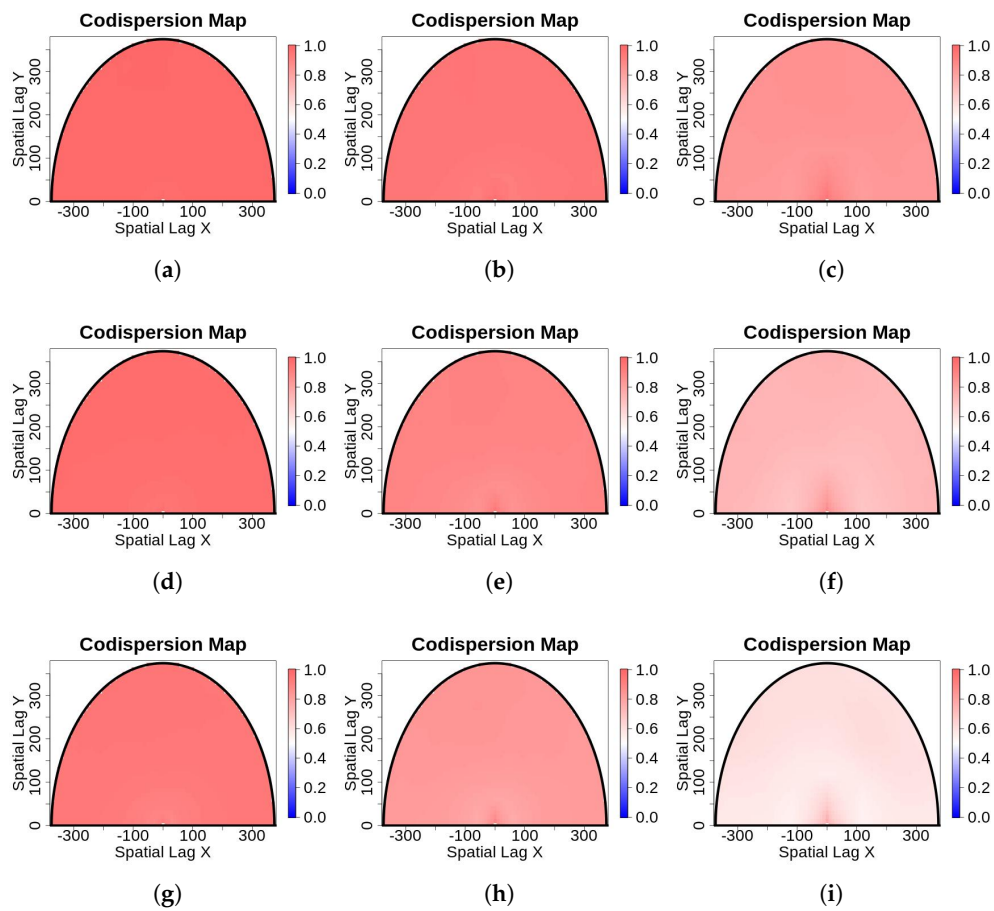 Codispersion Map Codispersion Map Codispersion Map
Spatial Lag Y 0 100 200 300 1.0 0.8 0.6 0.4 0.2 0.0 Spatial Lag Y 0 100 200 300 1.0 0.8 0.6 0.4 0.2 0.0 Spatial Lag Y 0 100 200 300 1.0 0.8 0.6 0.4 0.2 0.0
-300 -100 100 300 -300 -100 100 300 -300 -100 100 300
Spatial Lag X Spatial Lag X Spatial Lag X
(a) (b) (c)
Codispersion Map Codispersion Map Codispersion Map
Spatial Lag Y 0 100 200 300 1.0 0.8 0.6 0.4 0.2 0.0 Spatial Lag Y 0 100 200 300 1.0 0.8 0.6 0.4 0.2 0.0 Spatial Lag Y 0 100 200 300 1.0 0.8 0.6 0.4 0.2 0.0
-300 -100 100 300 -300 -100 100 300 -300 -100 100 300
Spatial Lag X Spatial Lag X Spatial Lag X
(d) (e) (f)
Codispersion Map Codispersion Map Codispersion Map
Spatial Lag Y 0 100 200 300 1.0 0.8 0.6 0.4 0.2 0.0 Spatial Lag Y 0 100 200 300 1.0 0.8 0.6 0.4 0.2 0.0 Spatial Lag Y 0 100 200 300 1.0 0.8 0.6 0.4 0.2 0.0
-300 -100 100 300 -300 -100 100 300 -300 -100 100 300
Spatial Lag X Spatial Lag X Spatial Lag X
(g) (h) (i)